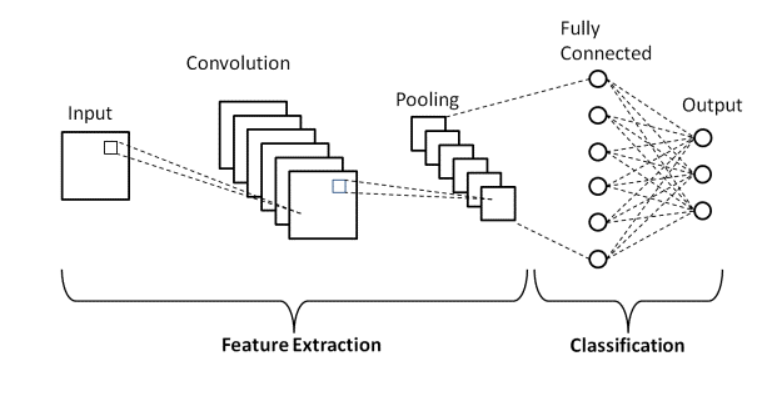 Input
Convolution
Pooling
Fully
Connected
Output
Feature Extraction
Classification